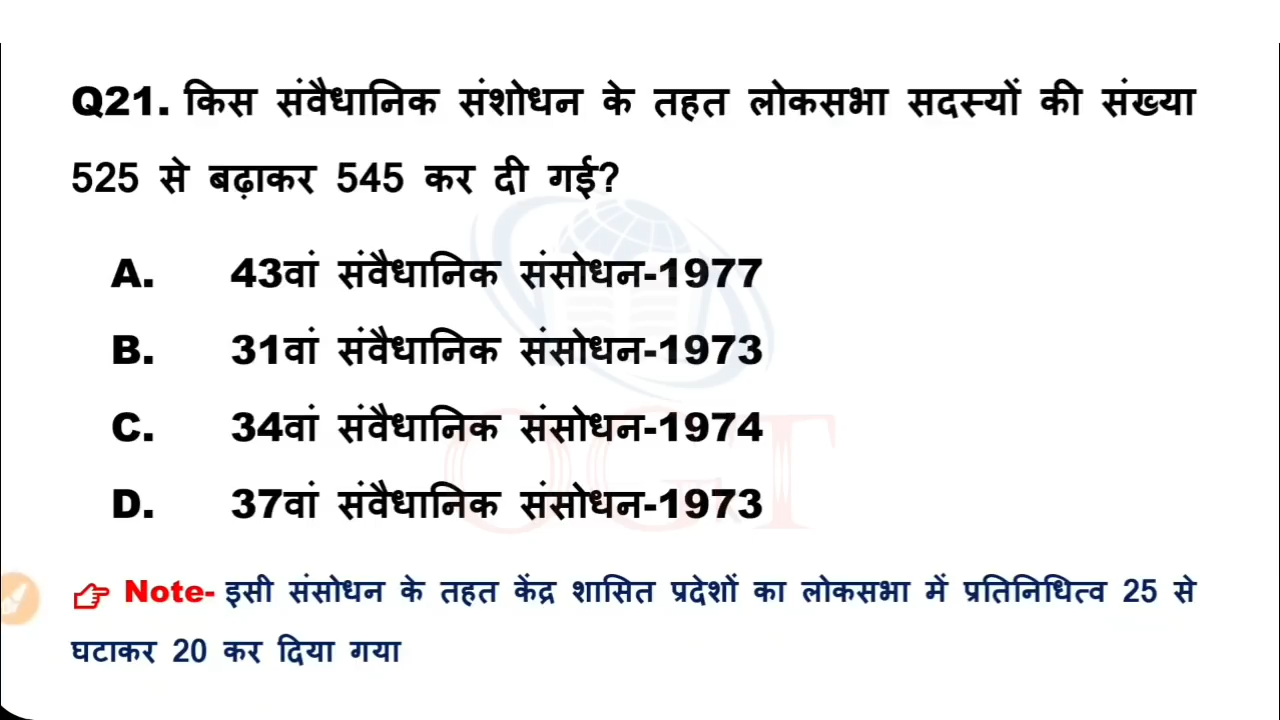 Q21. किस संवैधानिक संशोधन के तहत लोकसभा सदस्यों की संख्या
525 से बढ़ाकर 545 कर दी गई?
A. 43वां संवैधानिक संसोधन-1977
B. 31वां संवैधानिक संसोधन-1973
C. 34वां संवैधानिक संसोधन-1974
D. 37वां संवैधानिक संसोधन-1973
OGT
Note- इसी संसोधन के तहत केंद्र शासित प्रदेशों का लोकसभा में प्रतिनिधित्व 25 से
घटाकर 20 कर दिया गया